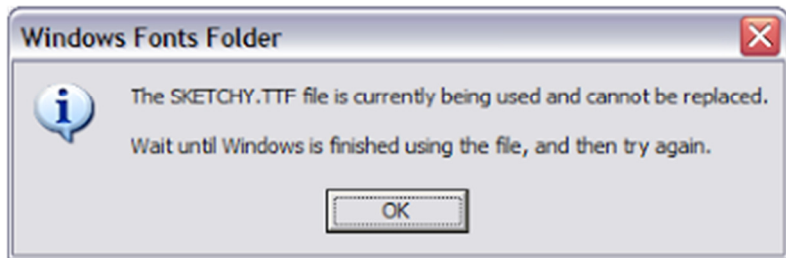 Windows Fonts Folder
The SKETCHY.TTF file is currently being used and cannot be replaced.
Wait until Windows is finished using the file, and then try again.
OK